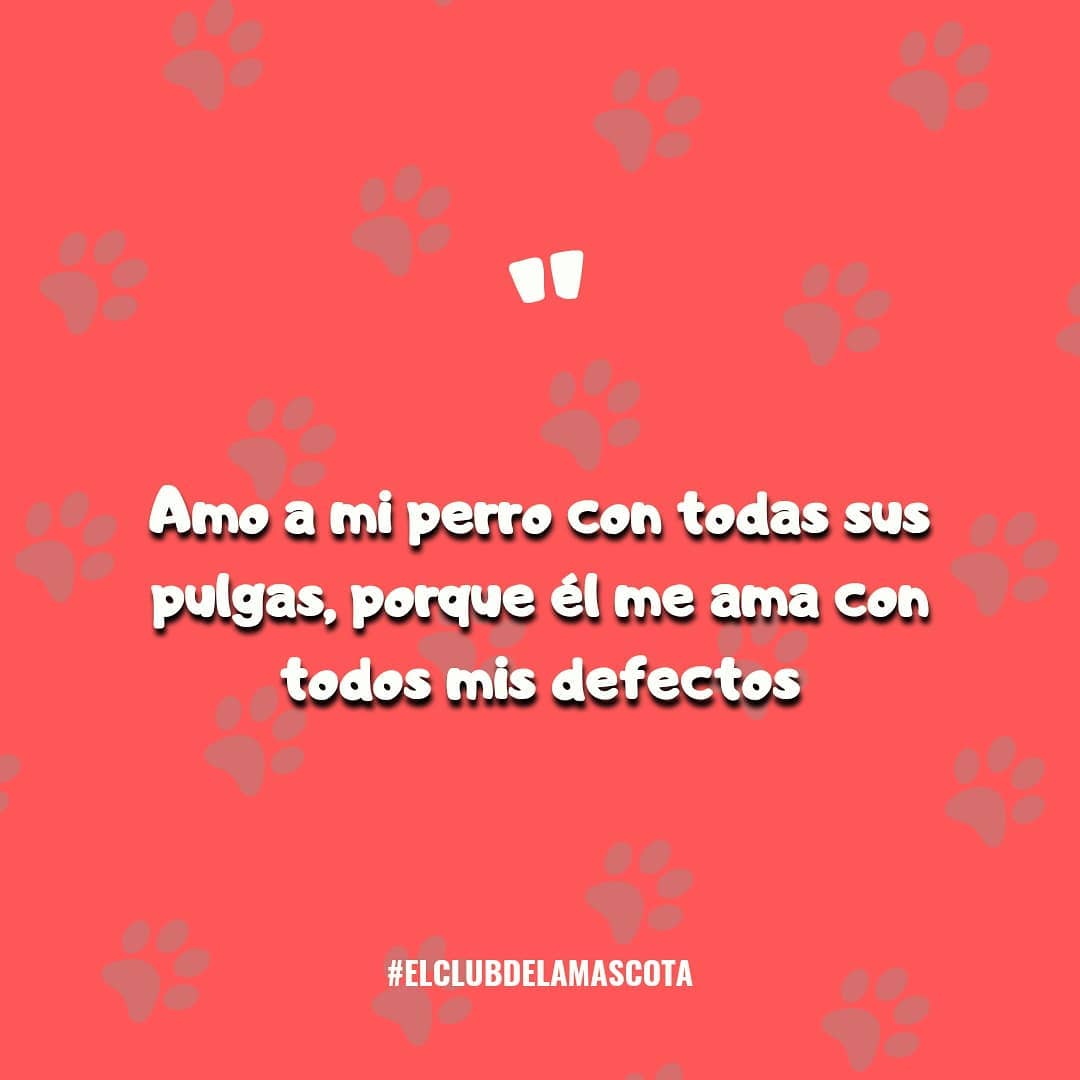 "
Amo a mi perro con todas sus
pulgas, porque él me ama con
todos mis defectos
#ELCLUBDELAMASCOTA